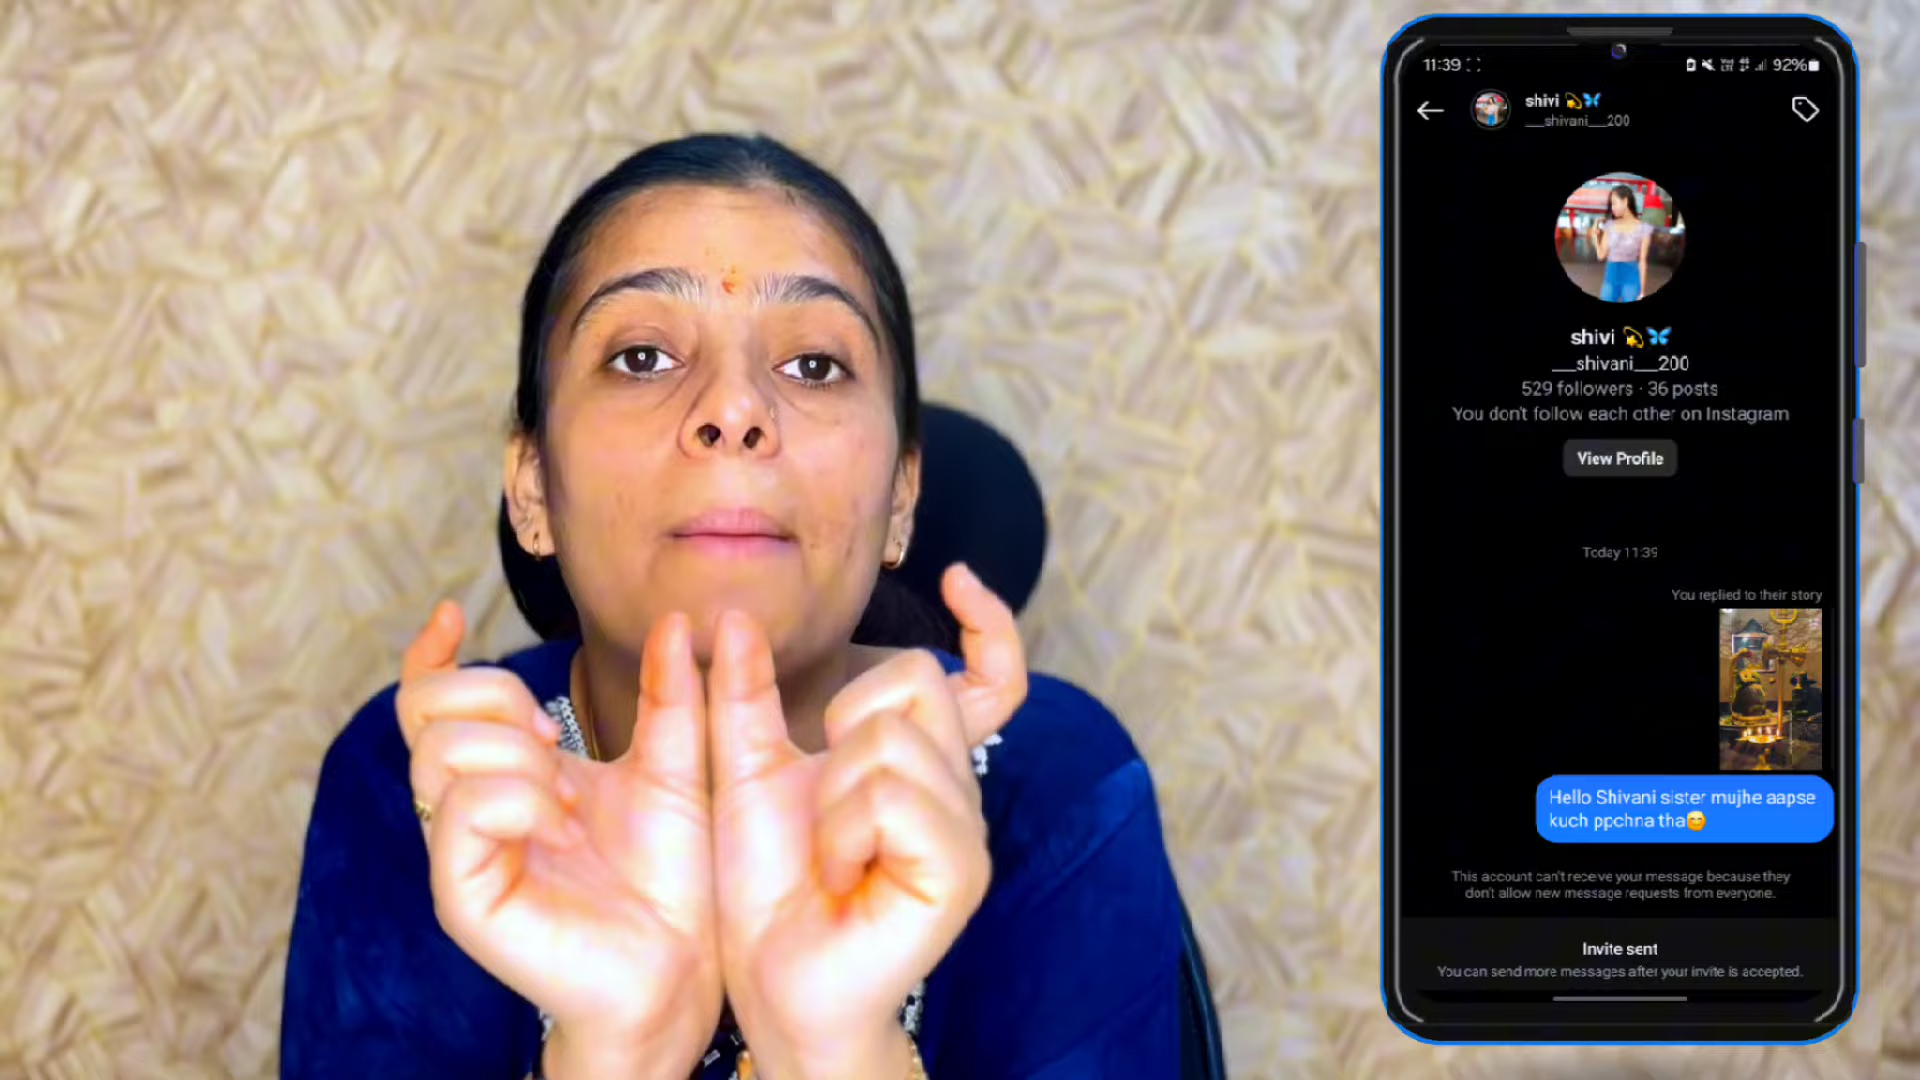 11:39
92%
shivi 💫🦋
___shivani___200
shivi 💫🦋
___shivani___200
529 followers · 36 posts
You don't follow each other on Instagram
View Profile
Today 11:39
You replied to their story
Hello Shivani sister mujhe aapse
kuch ppchna tha😊
This account can't receive your message because they
don't allow new message requests from everyone.
Invite sent
You can send more messages after your invite is accepted.